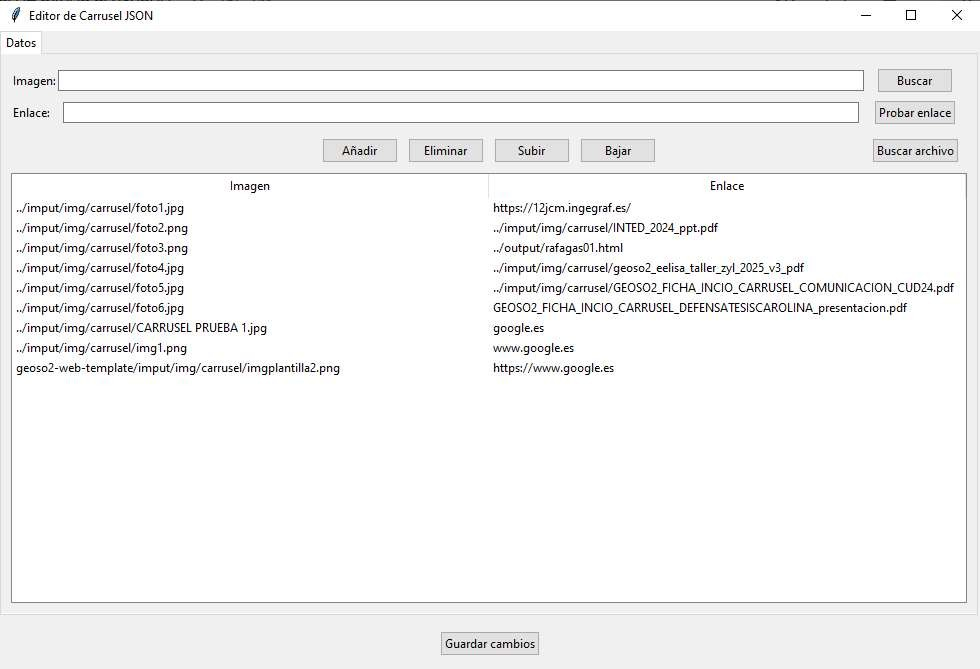 Editor de Carrusel JSON
Datos
Imagen: Buscar
Enlace: Probar enlace
Añadir Eliminar Subir Bajar Buscar archivo
Imagen Enlace
../imput/img/carrusel/foto1.jpg https://12jcm.ingegraf.es/
../imput/img/carrusel/foto2.png ../imput/img/carrusel/INTED_2024_ppt.pdf
../imput/img/carrusel/foto3.png ../output/rafagas01.html
../imput/img/carrusel/foto4.jpg ../imput/img/carrusel/geoso2_eelisa_taller_zyl_2025_v3_pdf
../imput/img/carrusel/foto5.jpg ../imput/img/carrusel/GEOSO2_FICHA_INCIO_CARRUSEL_COMUNICACION_CUD24.pdf
../imput/img/carrusel/foto6.jpg GEOSO2_FICHA_INCIO_CARRUSEL_DEFENSATESISCAROLINA_presentacion.pdf
../imput/img/carrusel/CARRUSEL PRUEBA 1.jpg google.es
../imput/img/carrusel/img1.png www.google.es
geoso2-web-template/imput/img/carrusel/imgplantilla2.png https://www.google.es
Guardar cambios